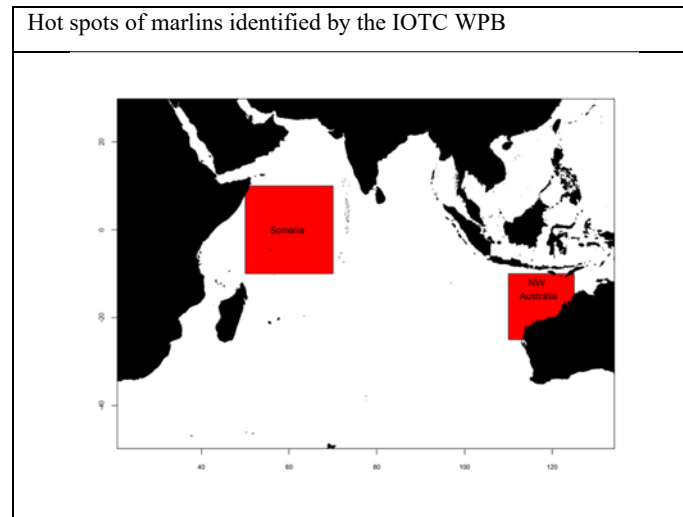 Hot spots of marlins identified by the IOTC WPB
20
Somalia
0
NW
Australia
-20
-40
40 60 80 100 120